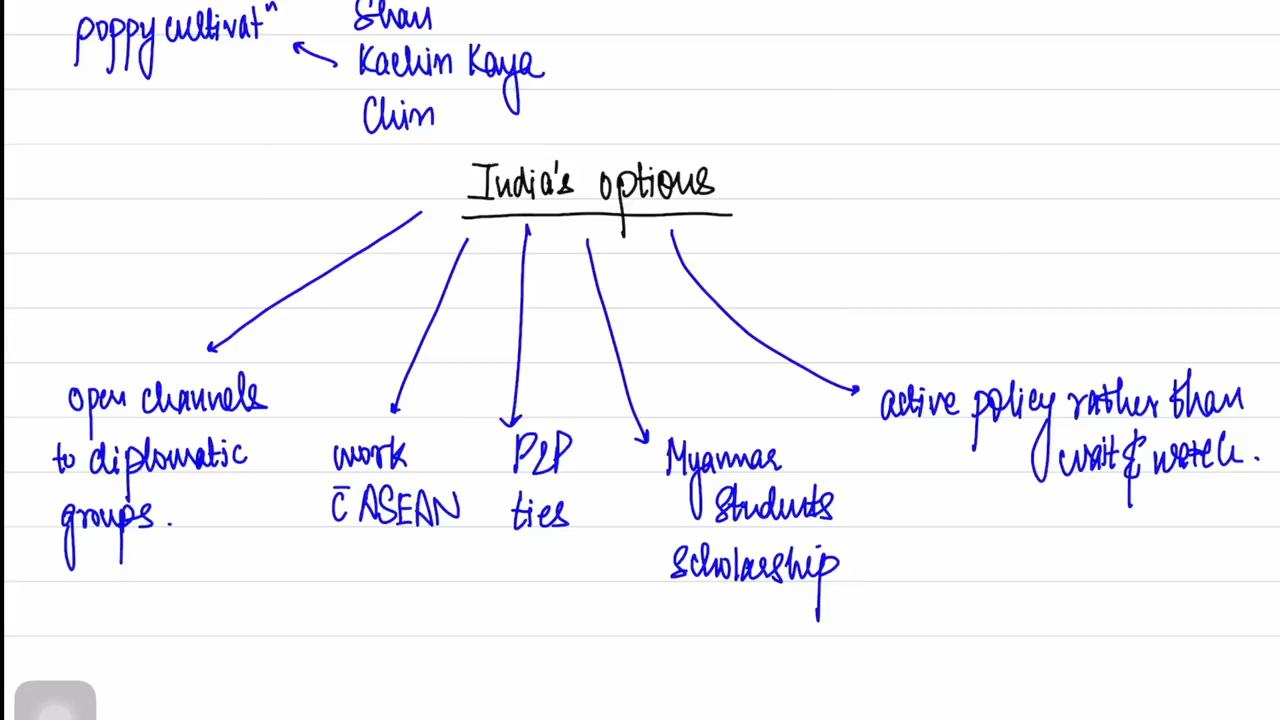 poppy cultivatⁿ
Shan
Kachin Kaya
Chin
India's options
open channels
to diplomatic
groups.
work
c̄ ASEAN
P2P
ties
Myanmar
students
scholarship
active policy rather than
wait & watch.